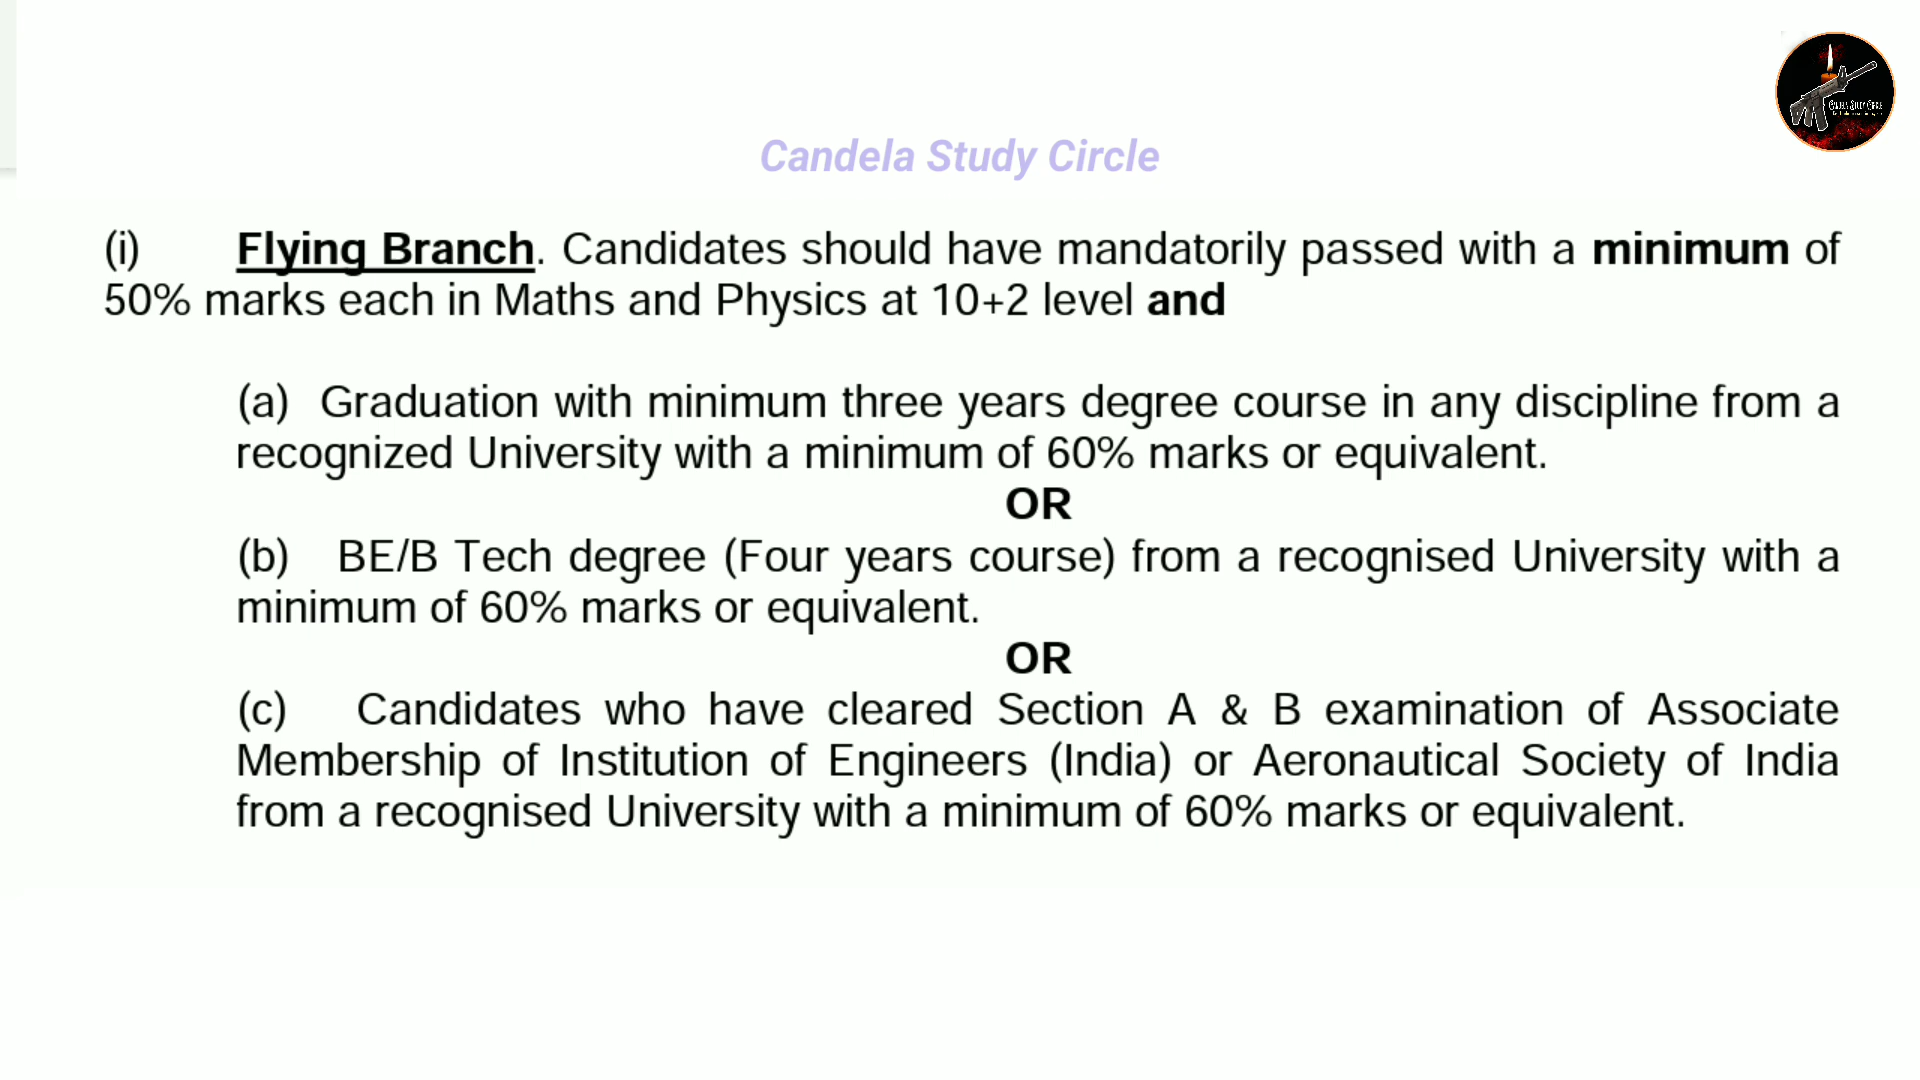 Candela Study Circle
(i) Flying Branch. Candidates should have mandatorily passed with a minimum of
50% marks each in Maths and Physics at 10+2 level and
(a) Graduation with minimum three years degree course in any discipline from a
recognized University with a minimum of 60% marks or equivalent.
OR
(b) BE/B Tech degree (Four years course) from a recognised University with a
minimum of 60% marks or equivalent.
OR
(c) Candidates who have cleared Section A & B examination of Associate
Membership of Institution of Engineers (India) or Aeronautical Society of India
from a recognised University with a minimum of 60% marks or equivalent.